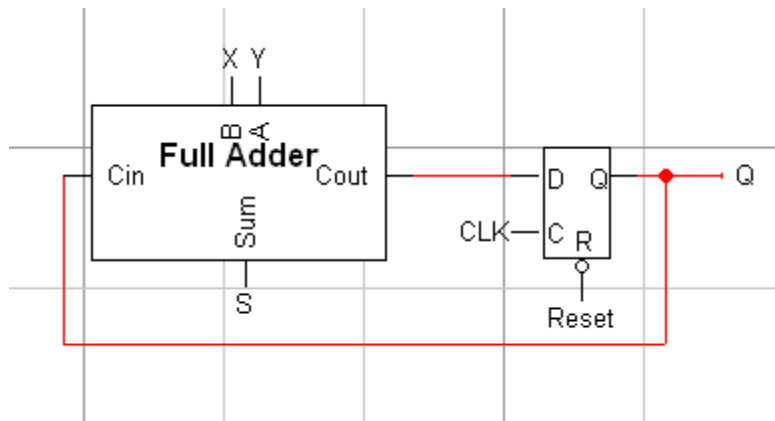 X Y
B A
Full Adder
Cin
Cout
Sum
S
D Q
CLK
C
R
Reset
Q